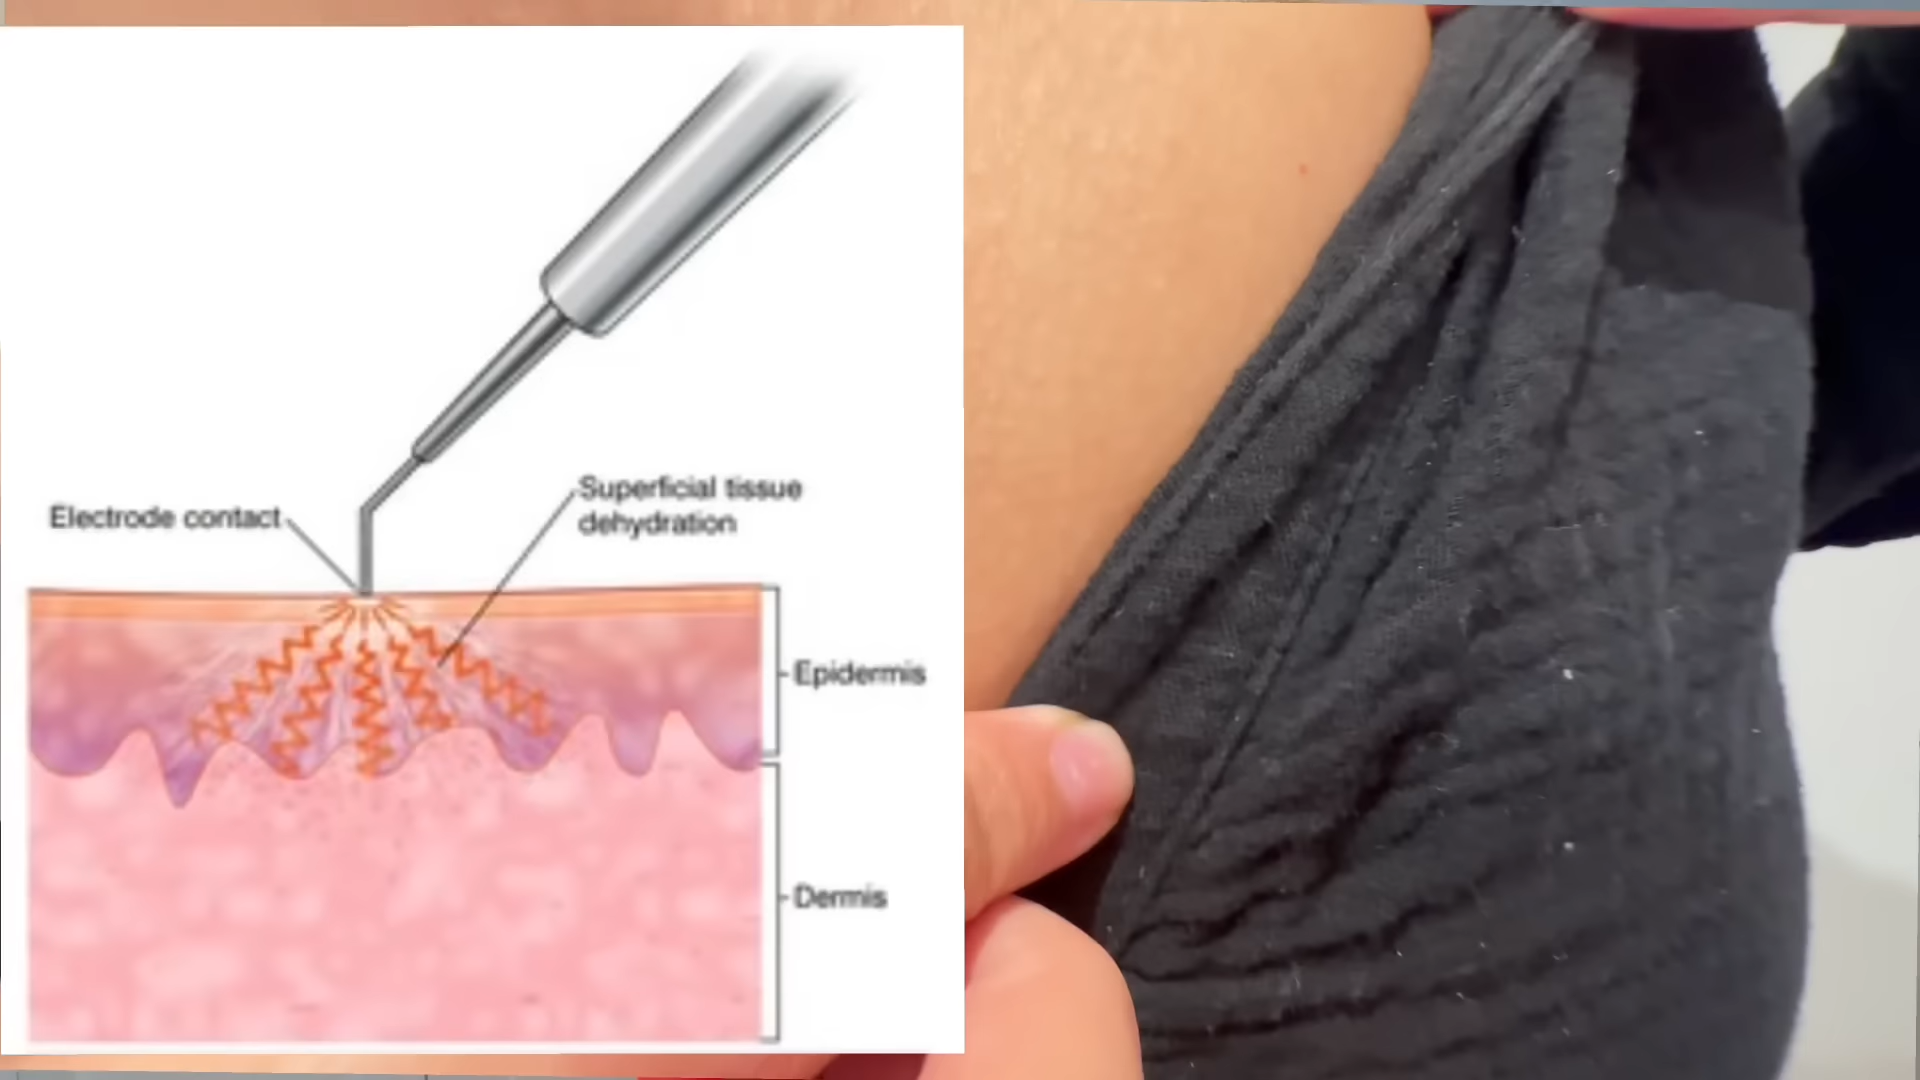 Electrode contact
Superficial tissue
dehydration
Epidermis
Dermis